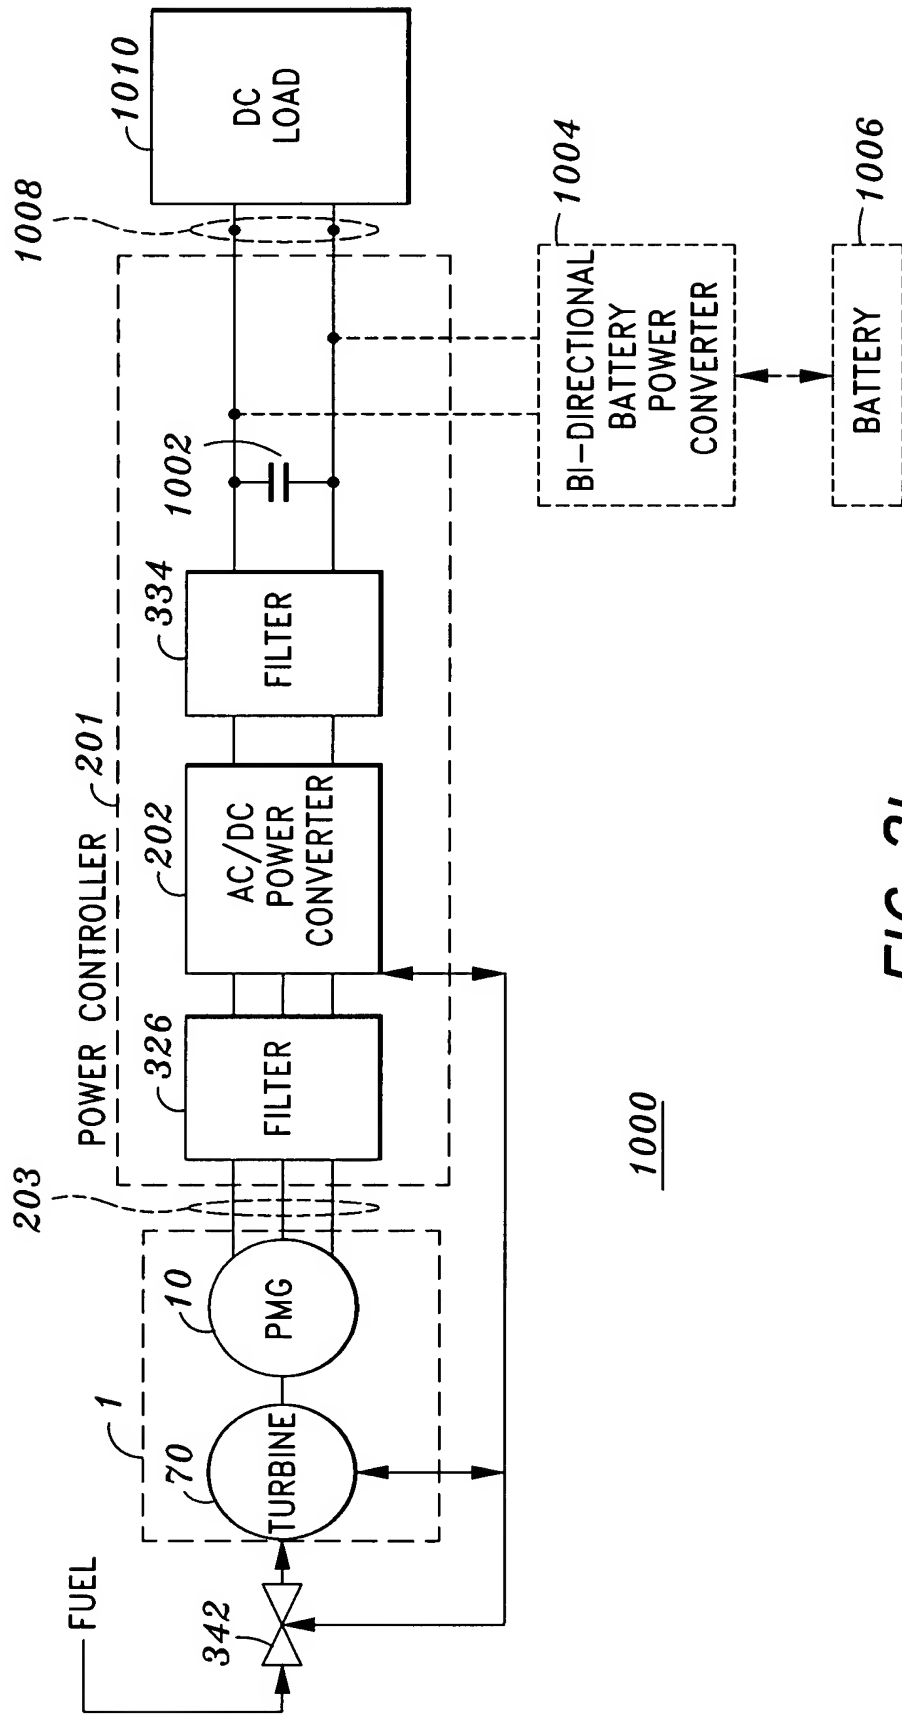 FUEL
342
1
70
TURBINE
10
PMG
203
POWER CONTROLLER
201
326
FILTER
202
AC/DC
POWER
CONVERTER
334
FILTER
1002
1008
1010
DC
LOAD
1004
BI-DIRECTIONAL
BATTERY
POWER
CONVERTER
1006
BATTERY
1000
FIG.